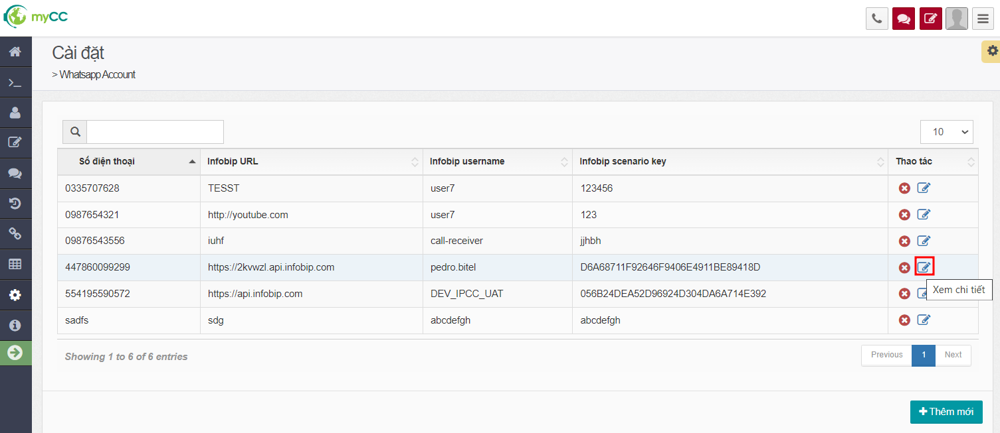 myCC
Cài đặt
> Whatsapp Account
10
Số điện thoại Infobip URL Infobip username Infobip scenario key Thao tác
0335707628 TESST user7 123456
0987654321 http://youtube.com user7 123
09876543556 iuhf call-receiver jjhbh
447860099299 https://2kvwzl.api.infobip.com pedro.bitel D6A68711F92646F9406E4911BE89418D
554195590572 https://api.infobip.com DEV_IPCC_UAT 056B24DEA52D96924D304DA6A714E392
Xem chi tiết
sadfs sdg abcdefgh abcdefgh
Showing 1 to 6 of 6 entries
Previous 1 Next
Thêm mới